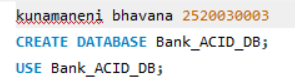 kunamaneni bhavana 2520030003
CREATE DATABASE Bank_ACID_DB;
USE Bank_ACID_DB;